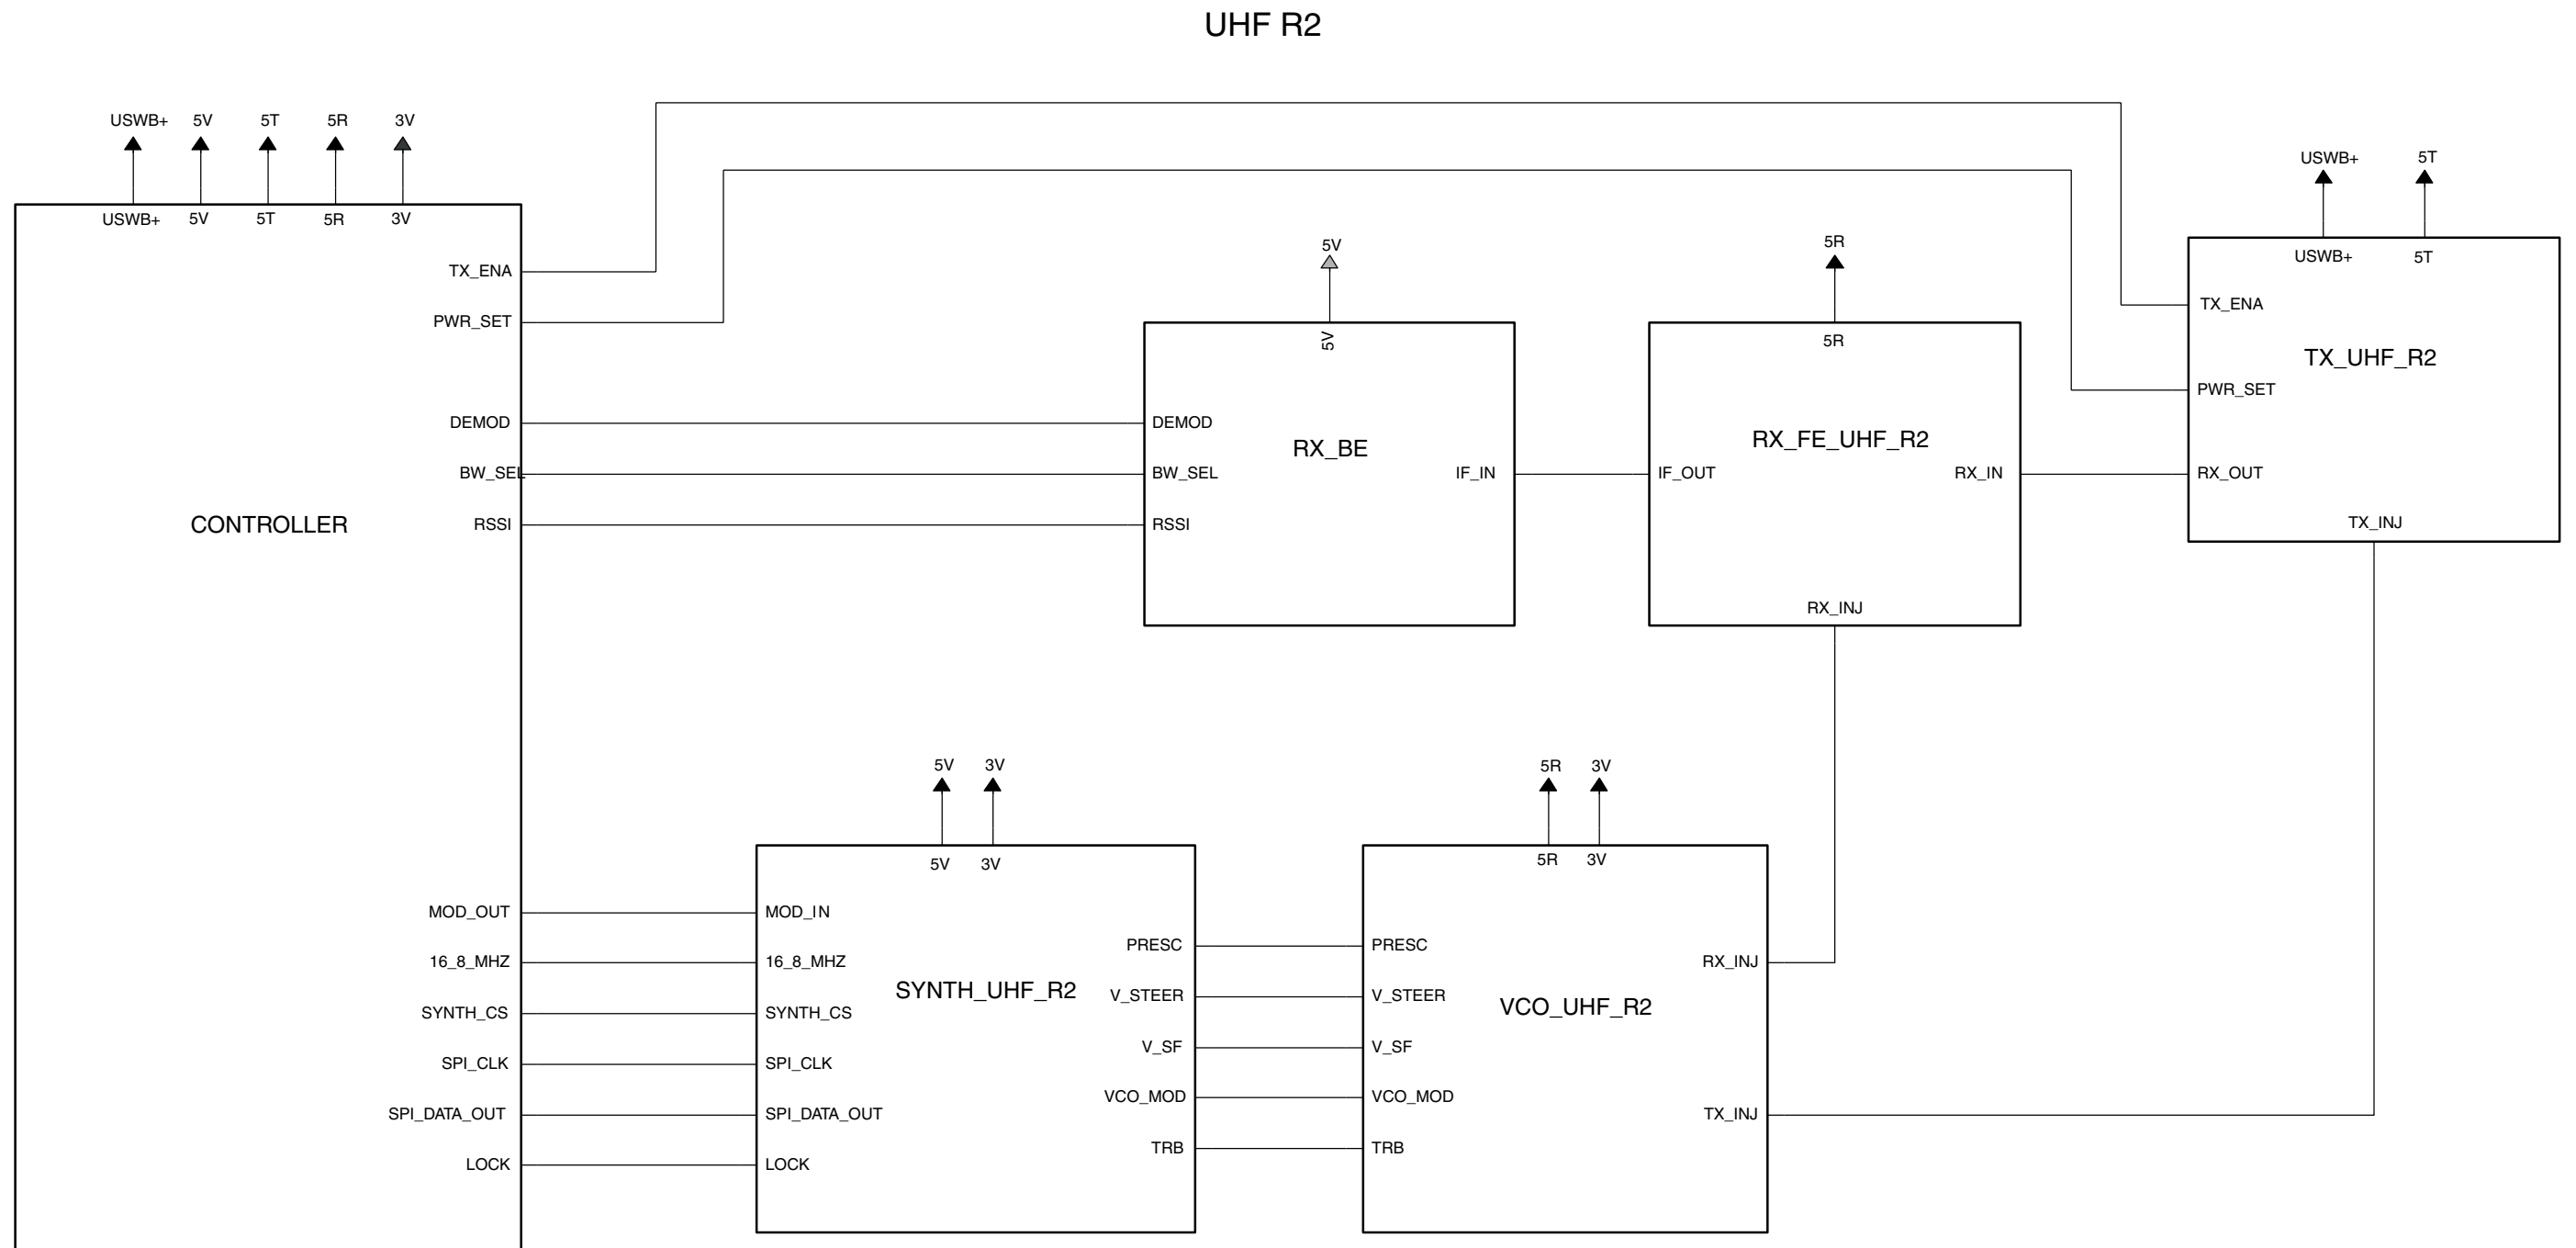 UHF R2
USWB+ 5V 5T 5R 3V
USWB+ 5V 5T 5R 3V
TX_ENA
PWR_SET
DEMOD
BW_SEL
RSSI
CONTROLLER
MOD_OUT
16_8_MHZ
SYNTH_CS
SPI_CLK
SPI_DATA_OUT
LOCK
5V
5V
DEMOD
BW_SEL
RSSI
RX_BE
IF_IN
5R
5R
RX_FE_UHF_R2
IF_OUT
RX_IN
RX_INJ
USWB+ 5T
USWB+ 5T
TX_ENA
TX_UHF_R2
PWR_SET
RX_OUT
TX_INJ
5V 3V
5V 3V
MOD_IN
16_8_MHZ
SYNTH_CS
SPI_CLK
SPI_DATA_OUT
LOCK
SYNTH_UHF_R2
PRESC
V_STEER
V_SF
VCO_MOD
TRB
5R 3V
5R 3V
PRESC
V_STEER
V_SF
VCO_MOD
TRB
VCO_UHF_R2
RX_INJ
TX_INJ